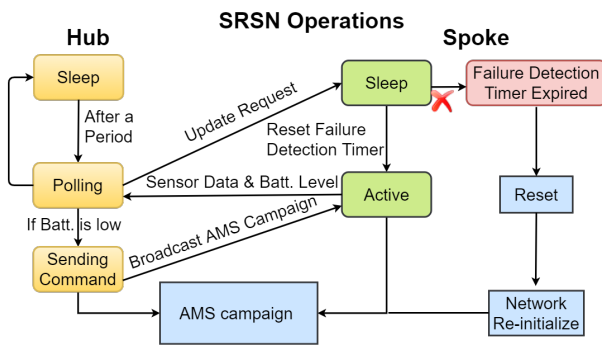 SRSN Operations
Hub
Spoke
Sleep
After a
Period
Polling
If Batt. is low
Sending
Command
Update Request
Sensor Data & Batt. Level
Broadcast AMS Campaign
Sleep
Reset Failure
Detection Timer
Active
Failure Detection
Timer Expired
Reset
Network
Re-initialize
AMS campaign